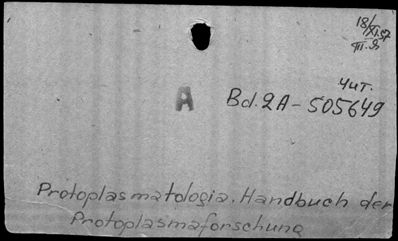 18/XI.57
Чит.
A
Bd. 2A – 505649
Protoplasmatologia. Handbuch der
Protoplasmaforschung